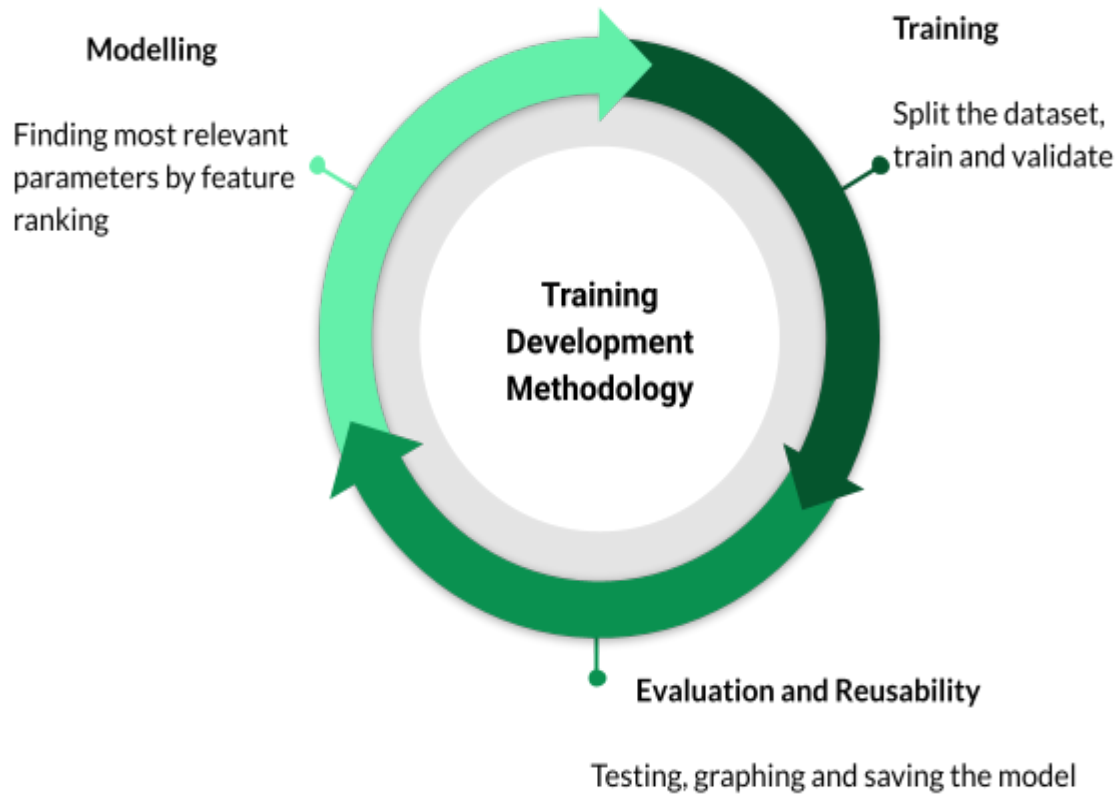 Modelling
Finding most relevant
parameters by feature
ranking
Training
Split the dataset,
train and validate
Training
Development
Methodology
Evaluation and Reusability
Testing, graphing and saving the model